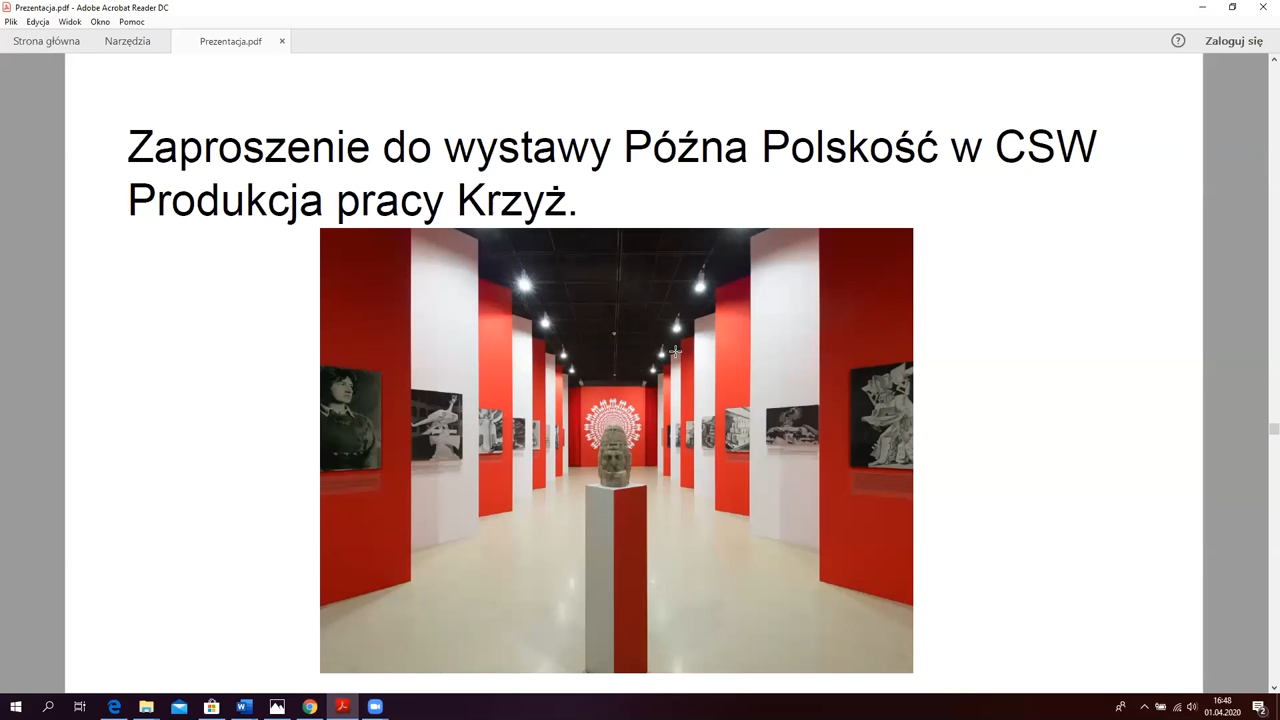 Prezentacja.pdf - Adobe Acrobat Reader DC
Plik Edycja Widok Okno Pomoc
Strona główna Narzędzia Prezentacja.pdf × ? Zaloguj się
Zaproszenie do wystawy Późna Polskość w CSW
Produkcja pracy Krzyż.
16:48
01.04.2020
2